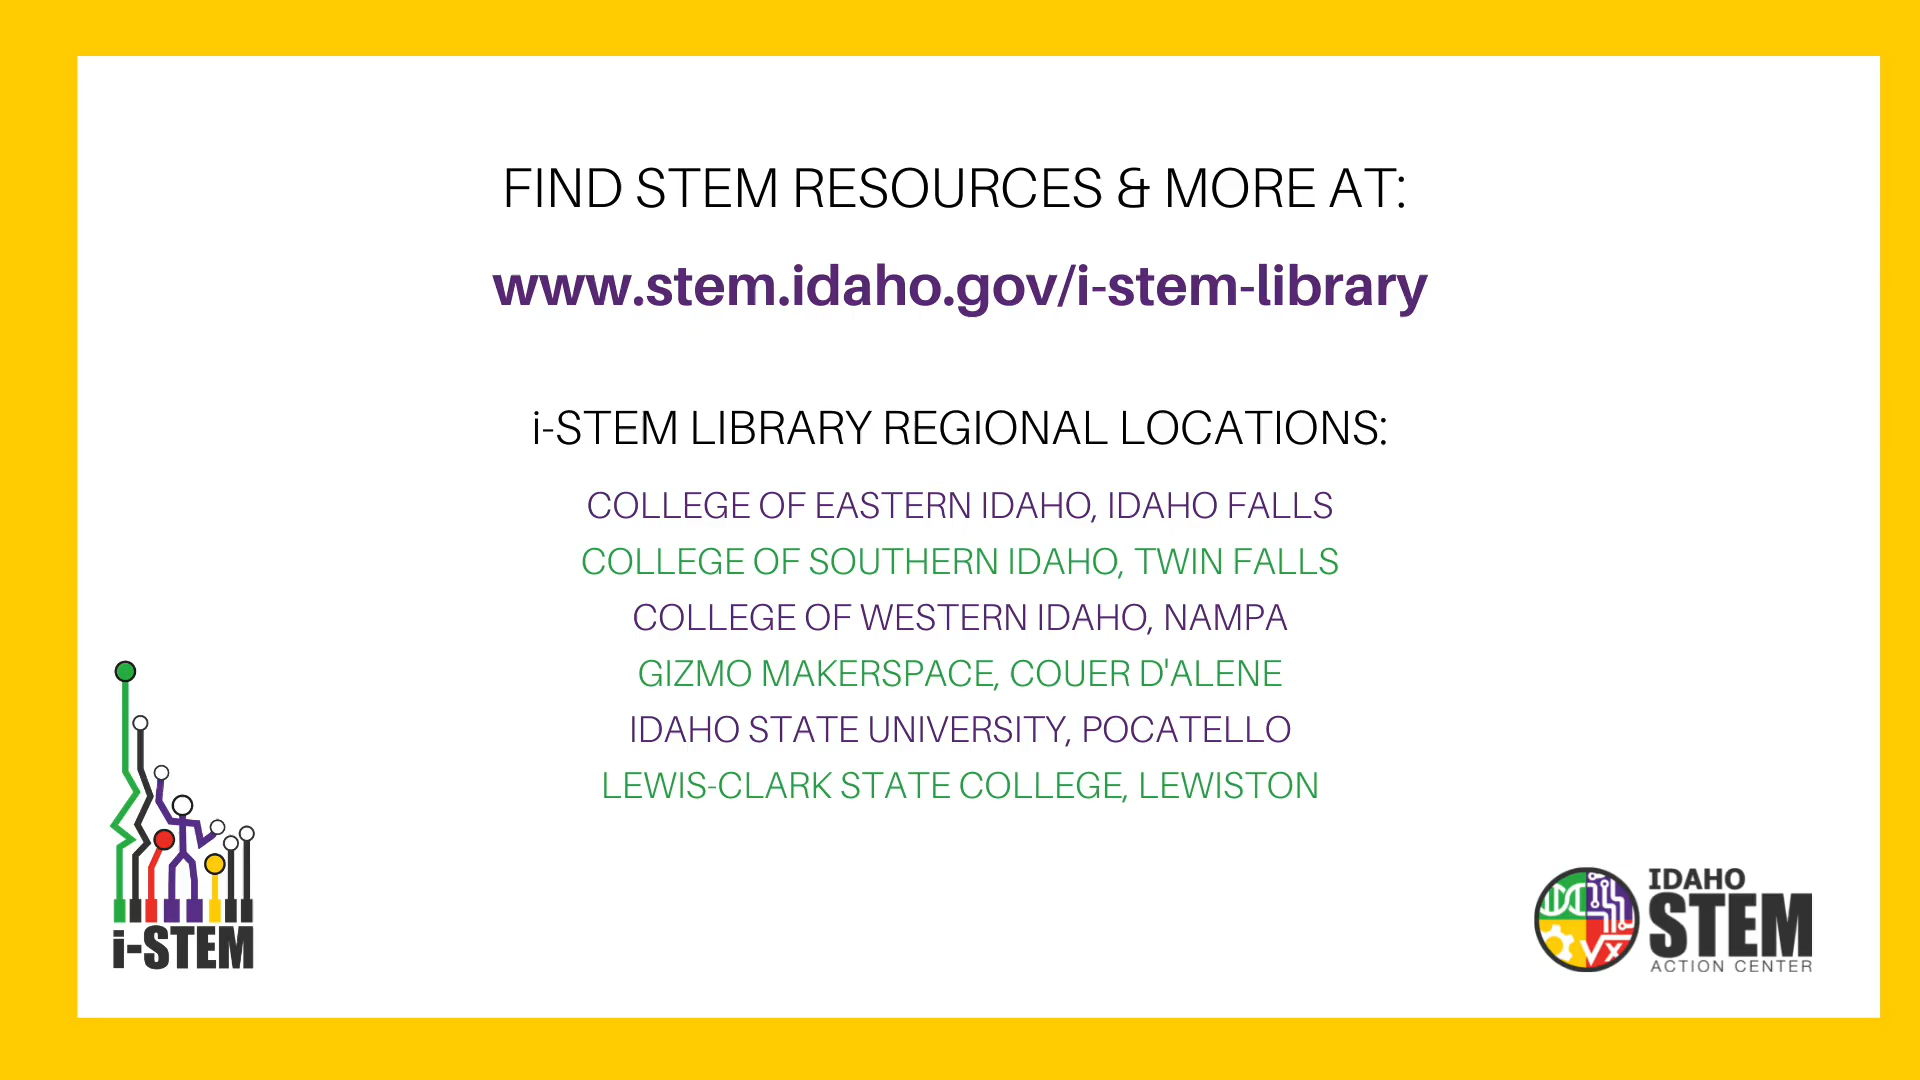 FIND STEM RESOURCES & MORE AT:
www.stem.idaho.gov/i-stem-library
i-STEM LIBRARY REGIONAL LOCATIONS:
COLLEGE OF EASTERN IDAHO, IDAHO FALLS
COLLEGE OF SOUTHERN IDAHO, TWIN FALLS
COLLEGE OF WESTERN IDAHO, NAMPA
GIZMO MAKERSPACE, COUER D'ALENE
IDAHO STATE UNIVERSITY, POCATELLO
LEWIS-CLARK STATE COLLEGE, LEWISTON
i-STEM
IDAHO
STEM
ACTION CENTER
√x